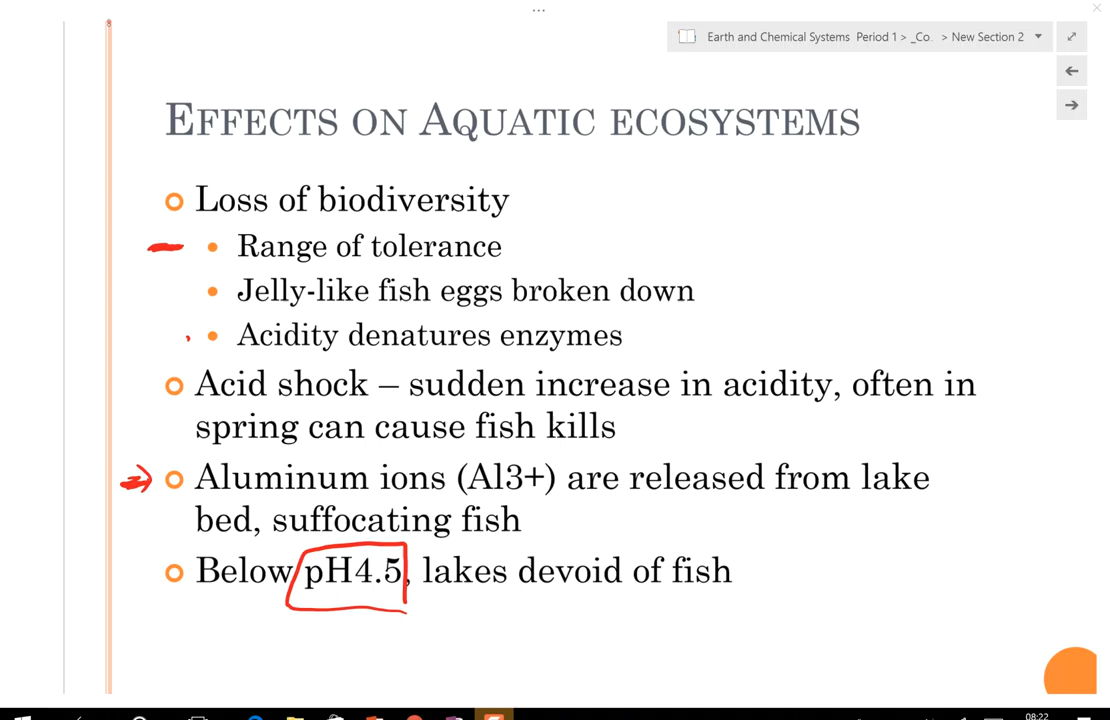 ...
Earth and Chemical Systems Period 1 > _Co. > New Section 2
EFFECTS ON AQUATIC ECOSYSTEMS
Loss of biodiversity
Range of tolerance
Jelly-like fish eggs broken down
Acidity denatures enzymes
Acid shock – sudden increase in acidity, often in
spring can cause fish kills
Aluminum ions (Al3+) are released from lake
bed, suffocating fish
Below pH4.5, lakes devoid of fish
08:22